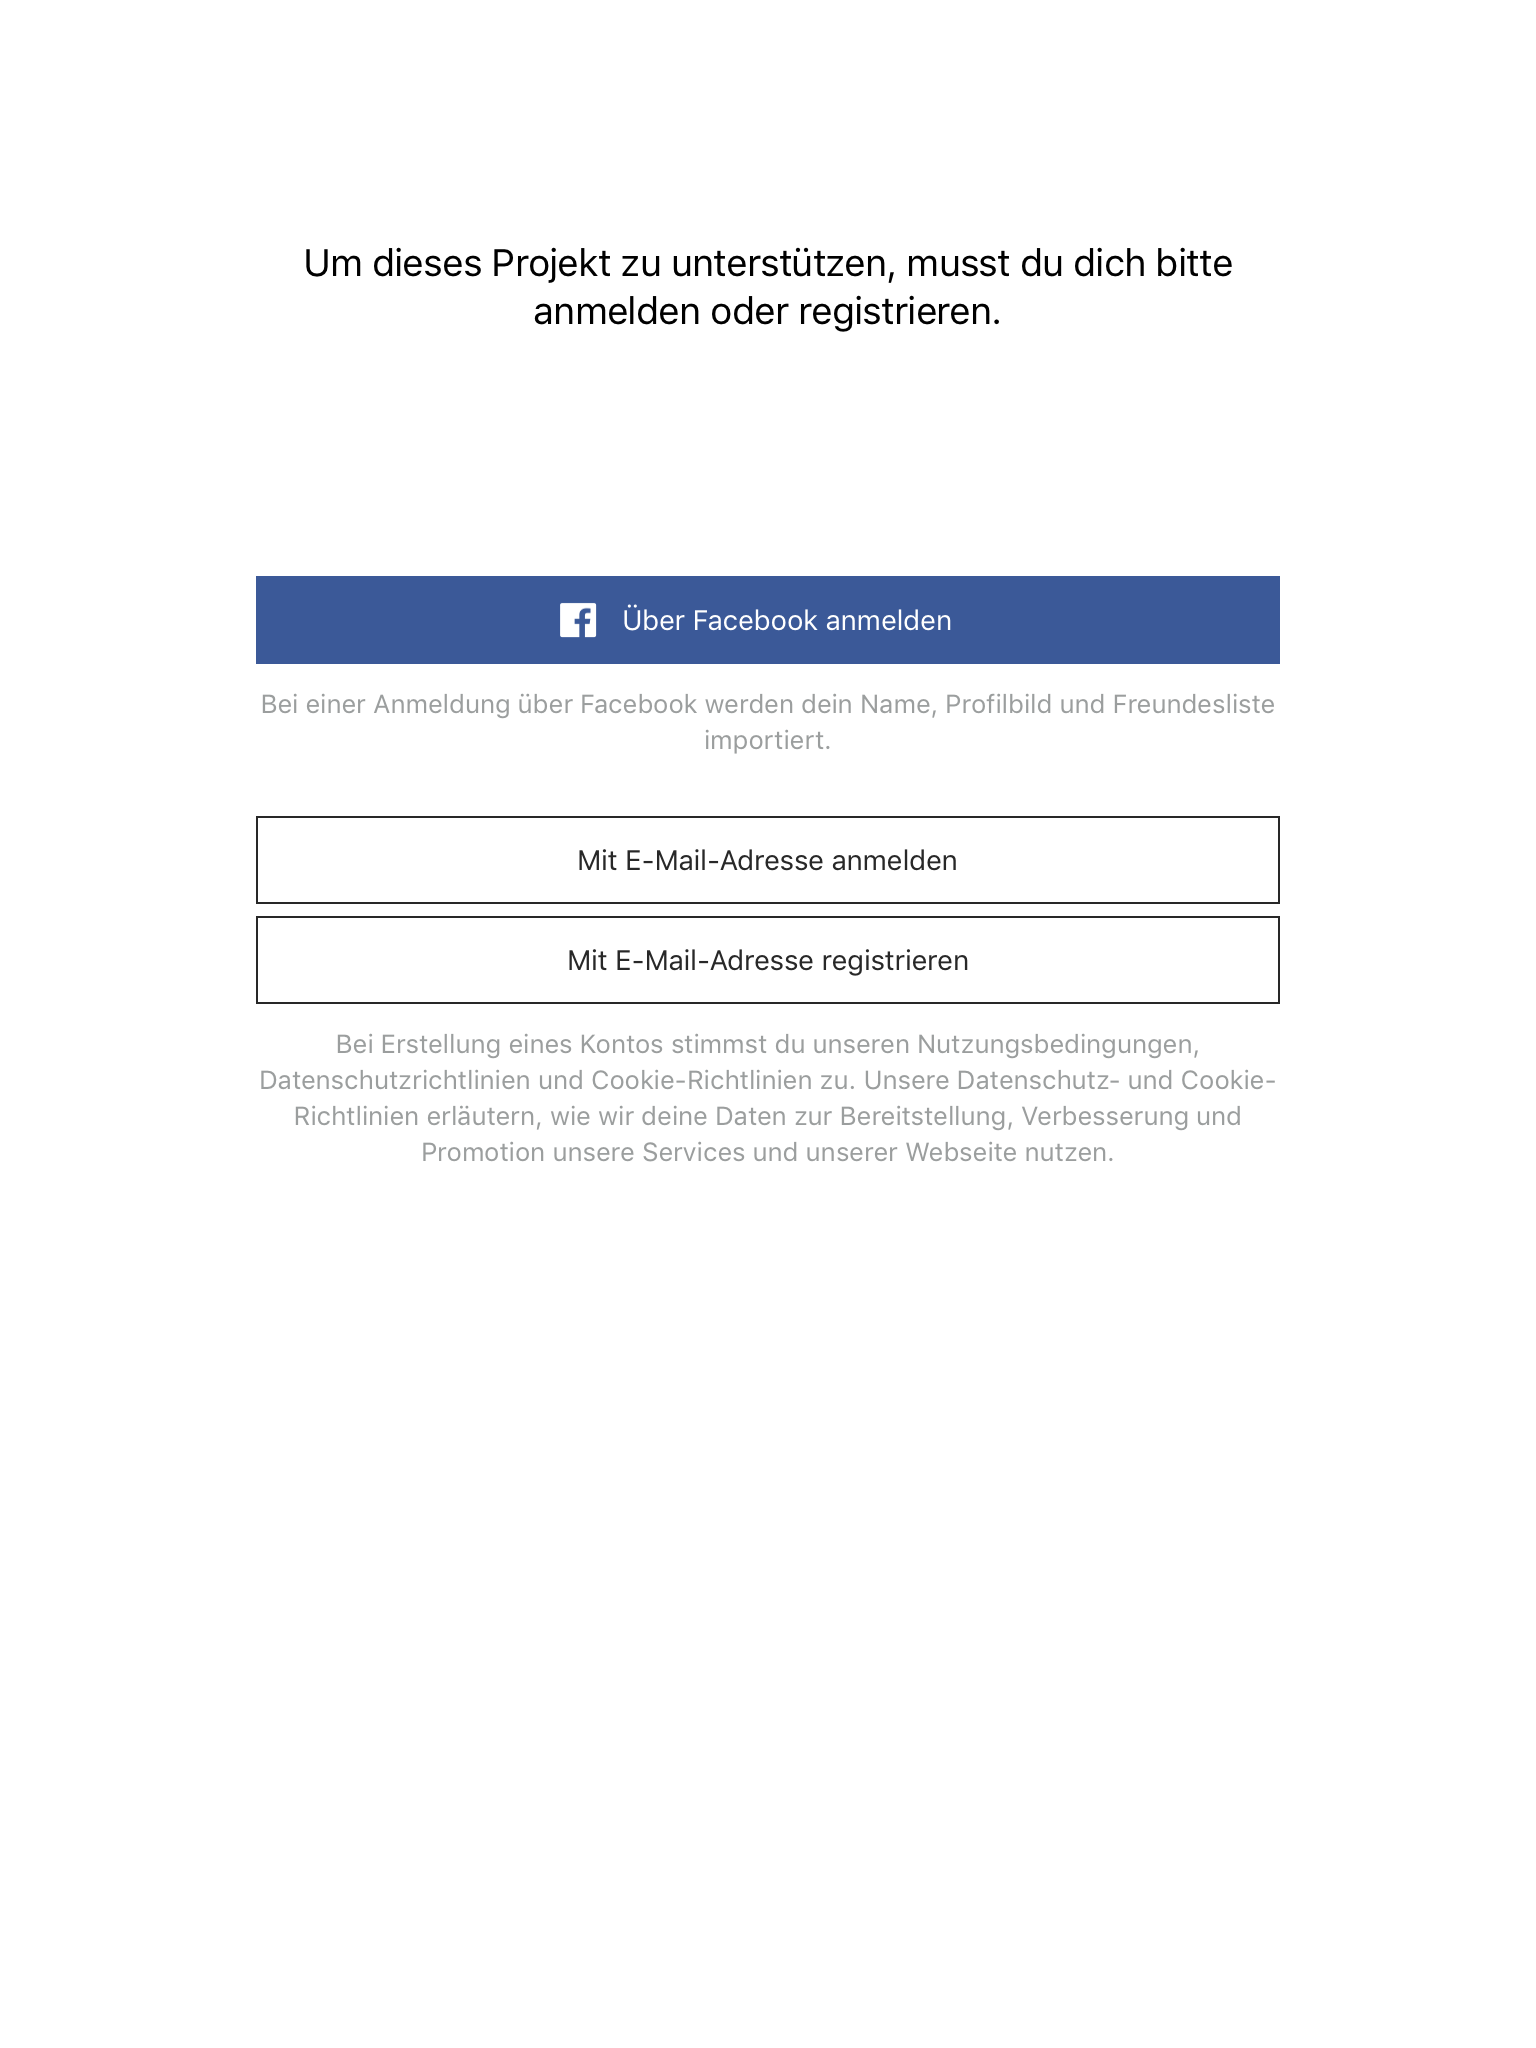 Um dieses Projekt zu unterstützen, musst du dich bitte
anmelden oder registrieren.
Über Facebook anmelden
Bei einer Anmeldung über Facebook werden dein Name, Profilbild und Freundesliste
importiert.
Mit E-Mail-Adresse anmelden
Mit E-Mail-Adresse registrieren
Bei Erstellung eines Kontos stimmst du unseren Nutzungsbedingungen,
Datenschutzrichtlinien und Cookie-Richtlinien zu. Unsere Datenschutz- und Cookie-
Richtlinien erläutern, wie wir deine Daten zur Bereitstellung, Verbesserung und
Promotion unsere Services und unserer Webseite nutzen.